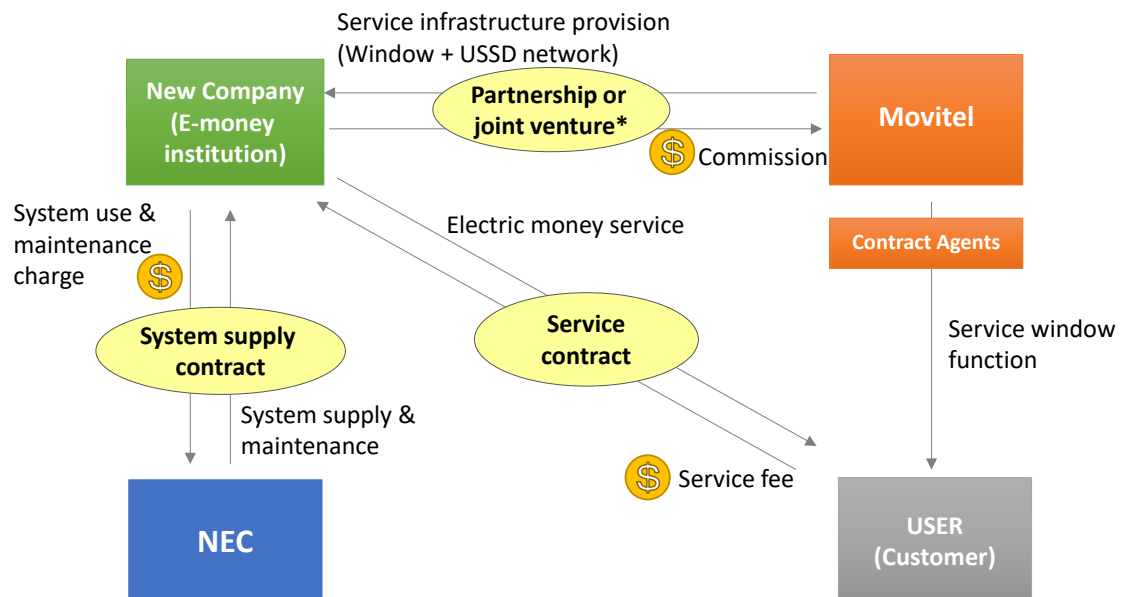 Service infrastructure provision
(Window + USSD network)
New Company
(E-money
institution)
Partnership or
joint venture*
Movitel
$ Commission
System use &
maintenance
charge
$
Electric money service
Contract Agents
System supply
contract
Service
contract
Service window
function
System supply &
maintenance
$ Service fee
NEC
USER
(Customer)